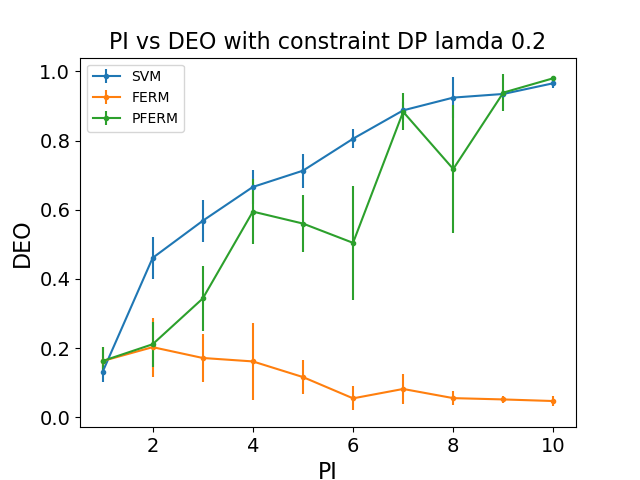 PI vs DEO with constraint DP lamda 0.2
SVM
FERM
PFERM
1.0
0.8
0.6
0.4
0.2
0.0
DEO
2 4 6 8 10
PI